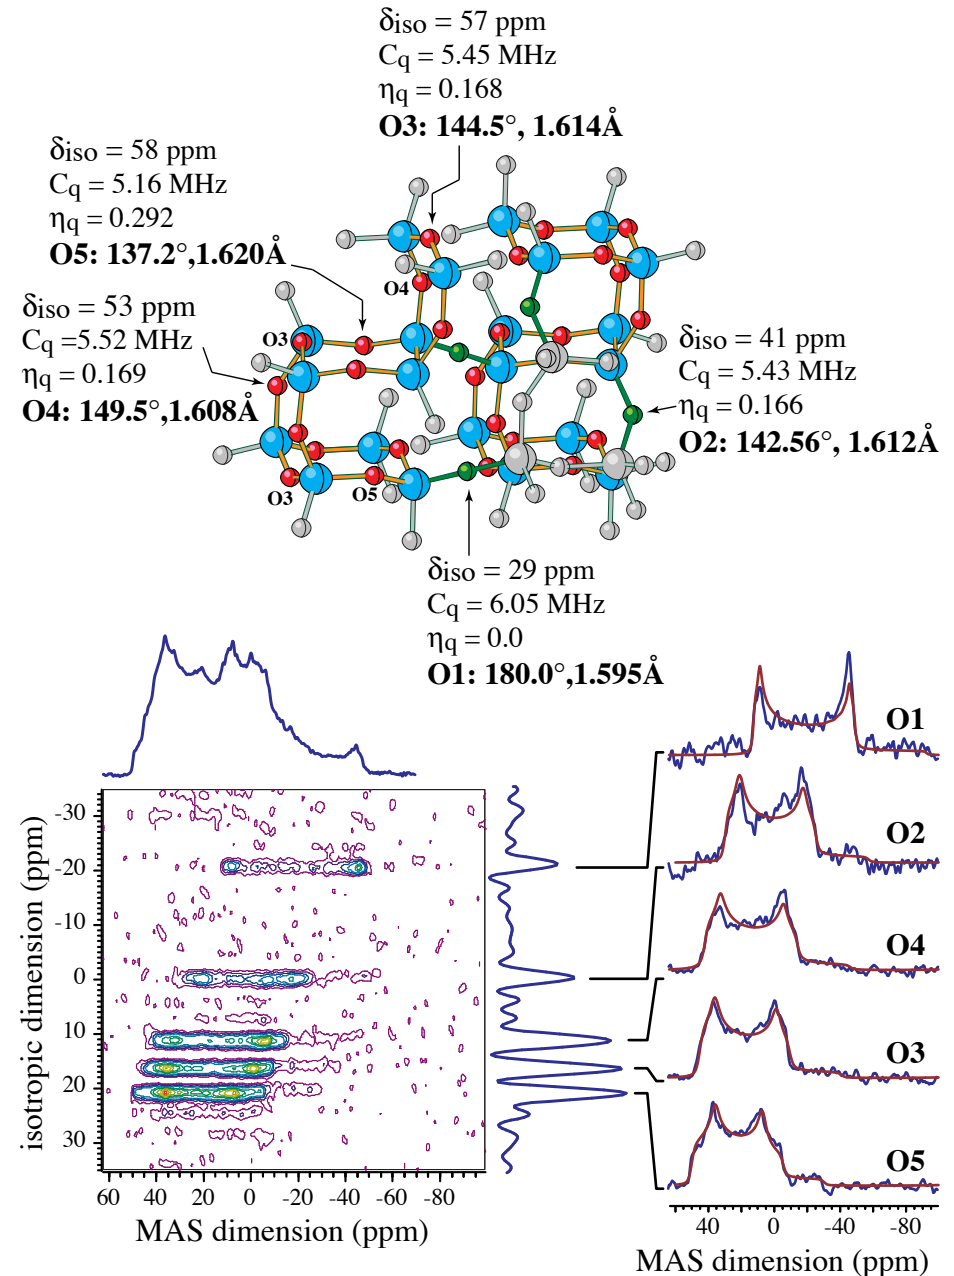 δiso = 57 ppm
Cq = 5.45 MHz
ηq = 0.168
O3: 144.5°, 1.614Å
δiso = 58 ppm
Cq = 5.16 MHz
ηq = 0.292
O5: 137.2°,1.620Å
δiso = 53 ppm
Cq =5.52 MHz
ηq = 0.169
O4: 149.5°,1.608Å
O4
O3
O3
O5
δiso = 41 ppm
Cq = 5.43 MHz
ηq = 0.166
O2: 142.56°, 1.612Å
δiso = 29 ppm
Cq = 6.05 MHz
ηq = 0.0
O1: 180.0°,1.595Å
isotropic dimension (ppm)
-30
-20
-10
0
10
20
30
60 40 20 0 -20 -40 -60 -80
MAS dimension (ppm)
O1
O2
O4
O3
O5
40 0 -40 -80
MAS dimension (ppm)